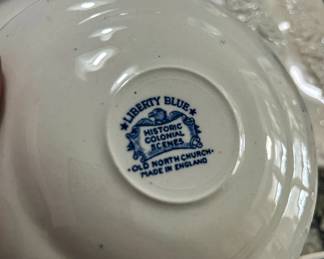 ★ LIBERTY BLUE ★
HISTORIC
COLONIAL
SCENES
• OLD NORTH CHURCH •
MADE IN ENGLAND